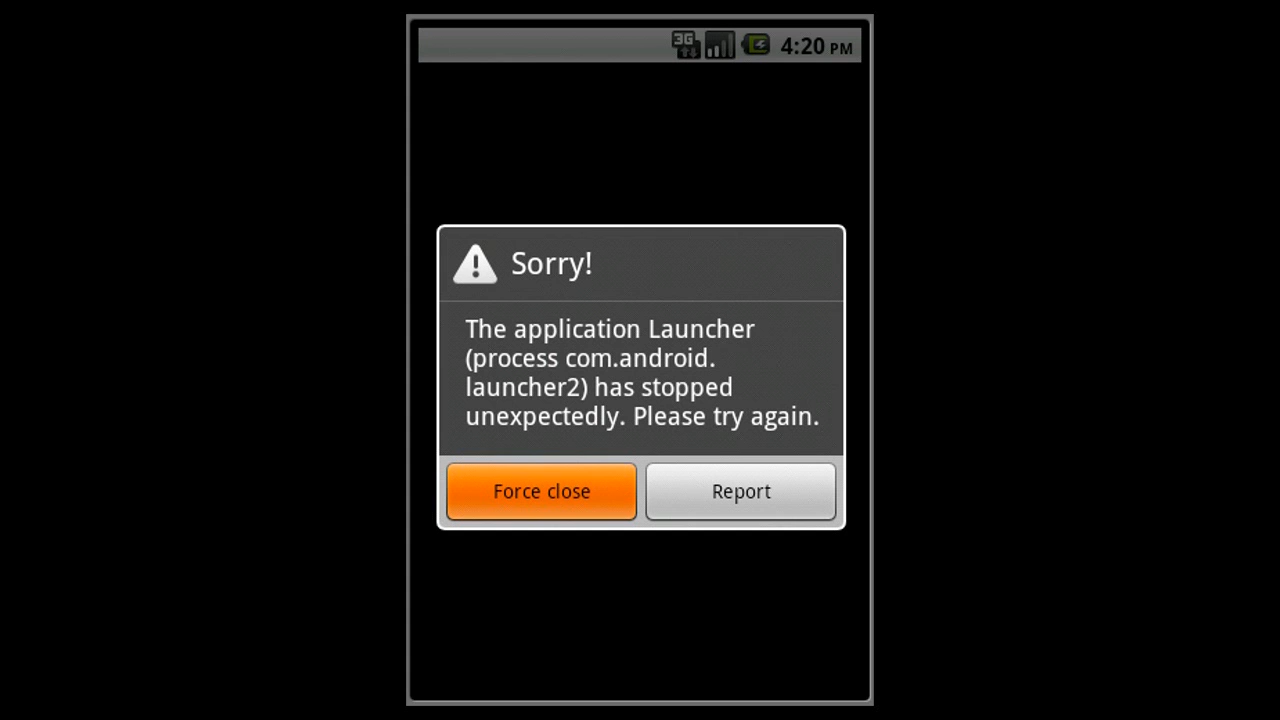 3G 4:20 PM
Sorry!
The application Launcher
(process com.android.
launcher2) has stopped
unexpectedly. Please try again.
Force close Report